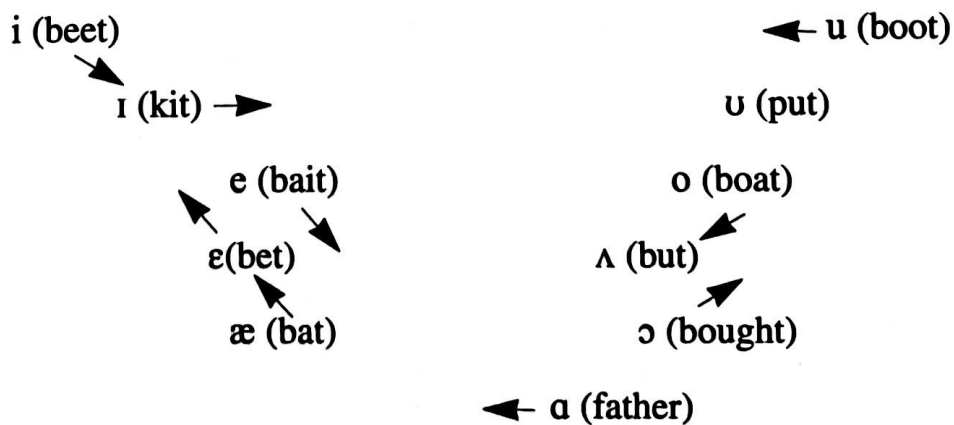 i (beet) u (boot)
ɪ (kit) ʊ (put)
e (bait) o (boat)
ɛ(bet) ʌ (but)
æ (bat) ɔ (bought)
ɑ (father)